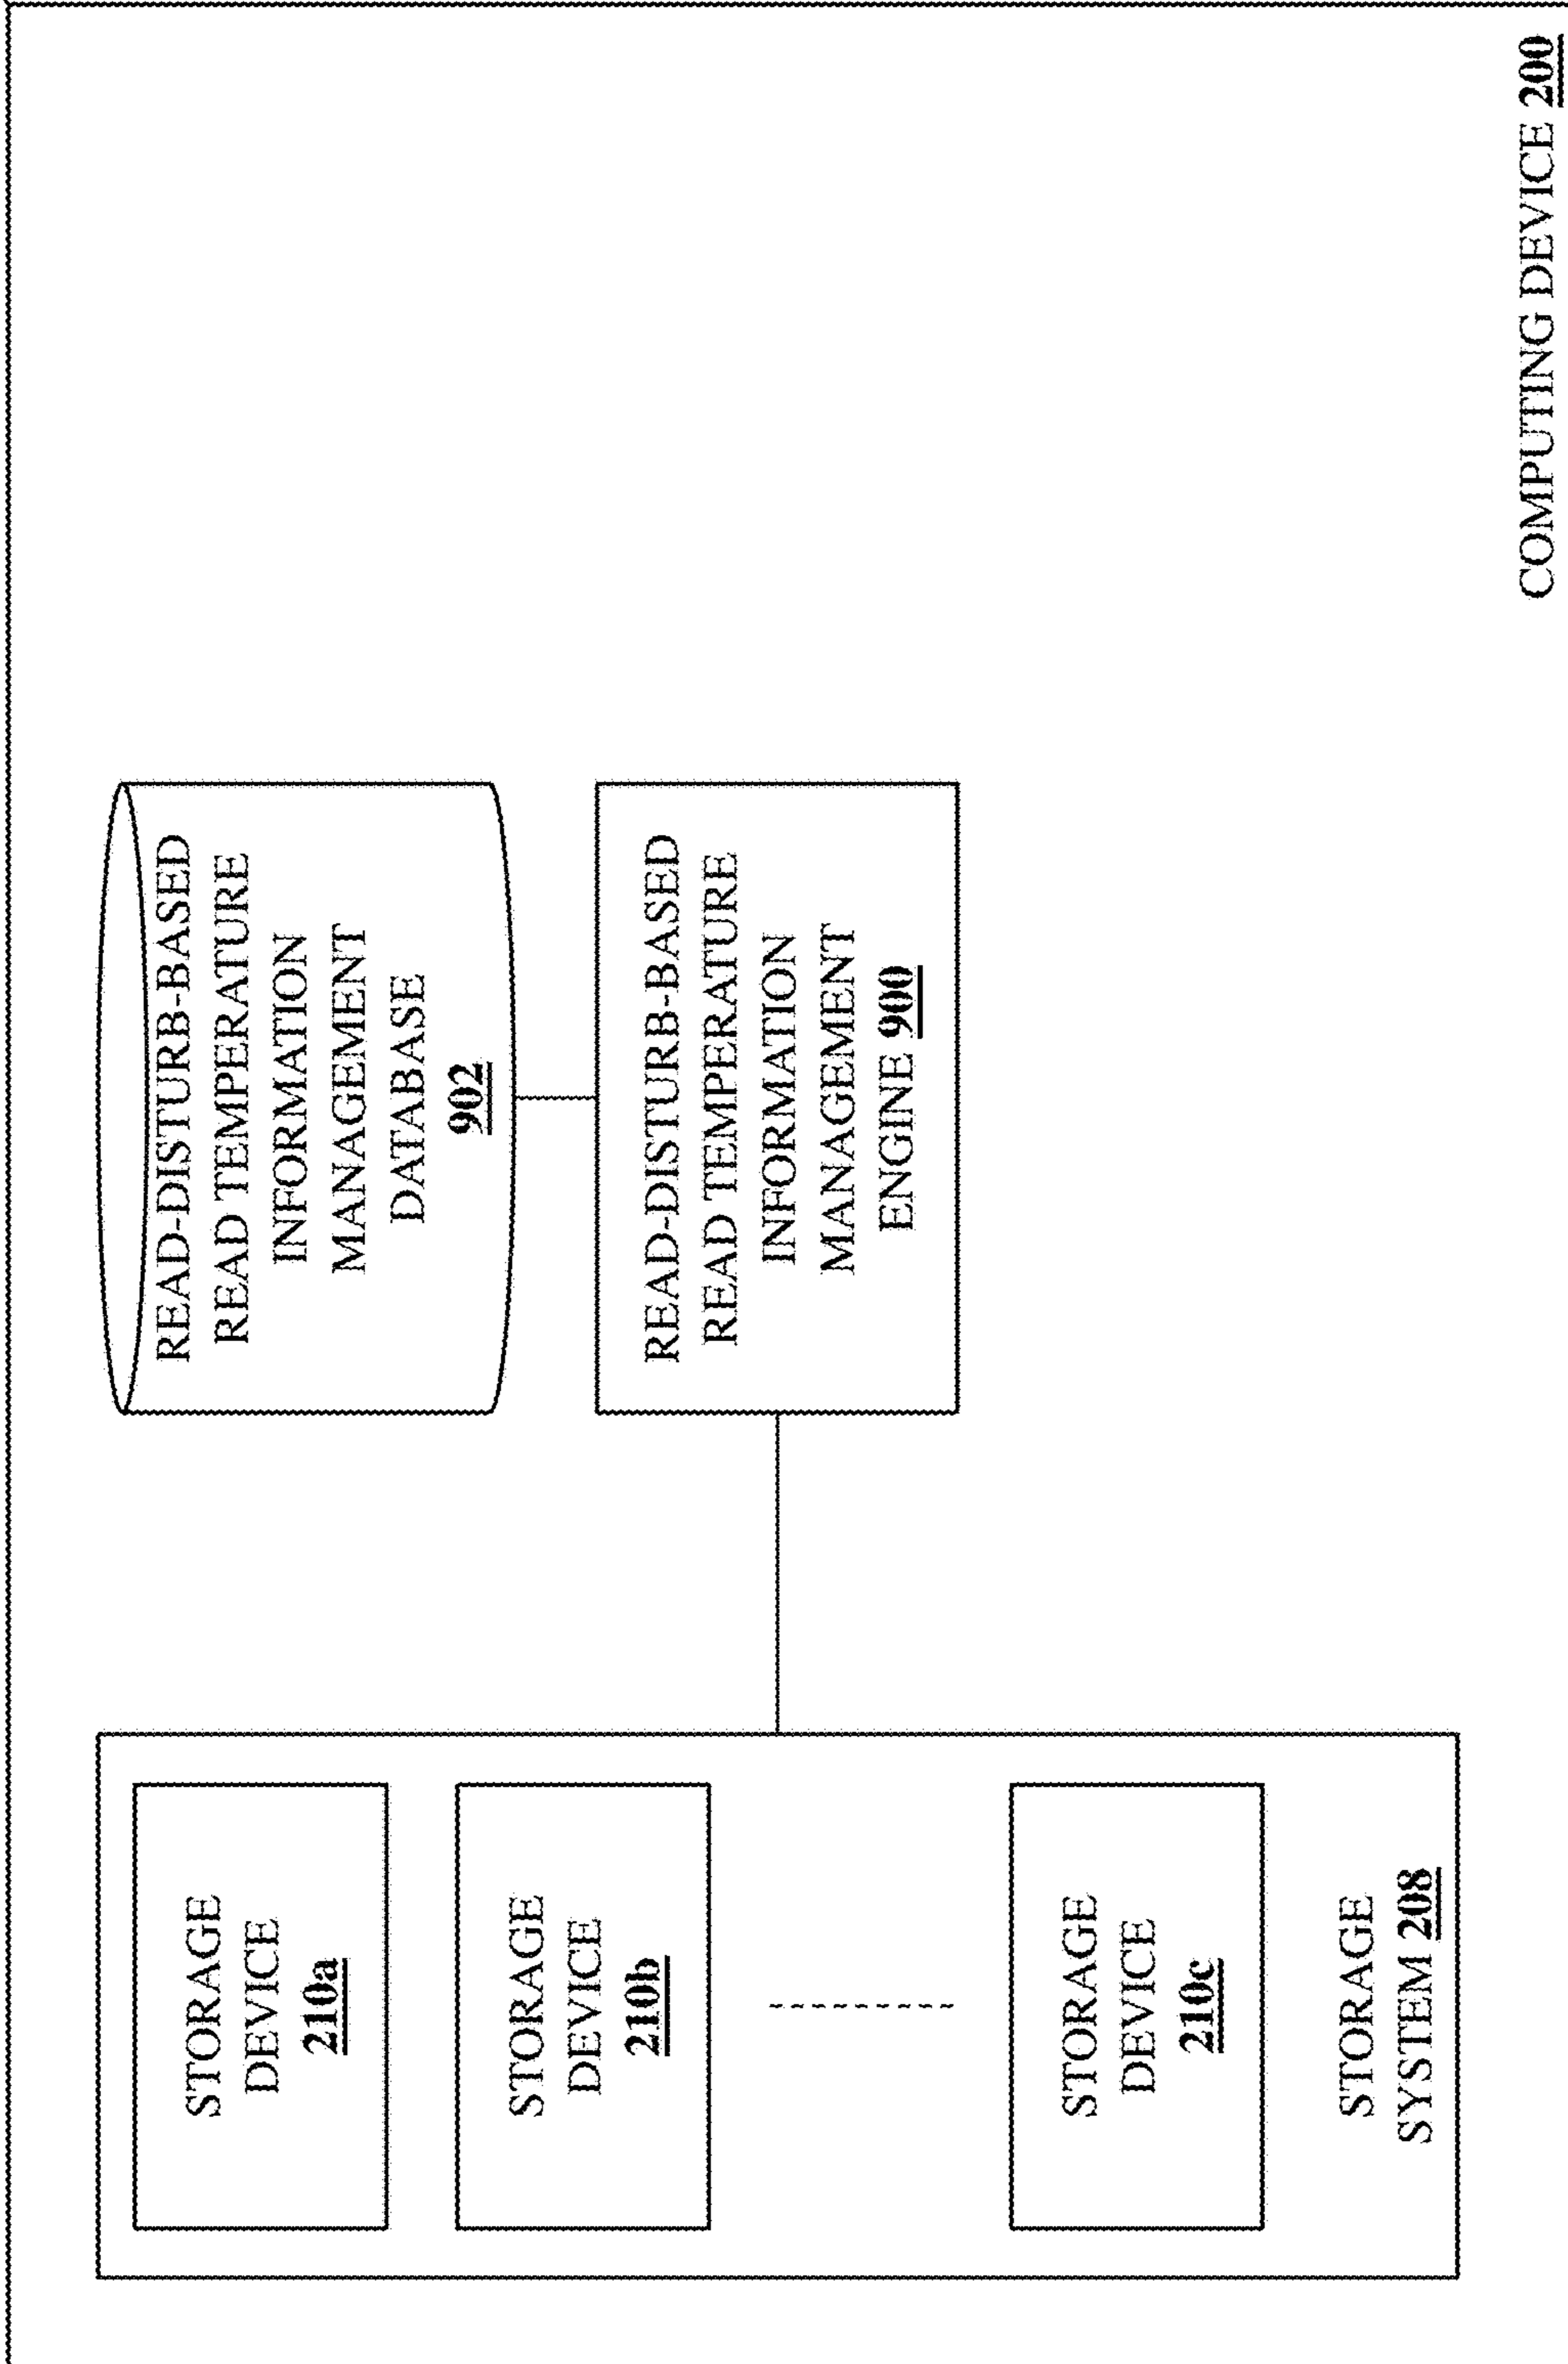 STORAGE
DEVICE
210a
STORAGE
DEVICE
210b
STORAGE
DEVICE
210c
STORAGE
SYSTEM 208
READ-DISTURB-BASED
READ TEMPERATURE
INFORMATION
MANAGEMENT
DATABASE
902
READ-DISTURB-BASED
READ TEMPERATURE
INFORMATION
MANAGEMENT
ENGINE 900
COMPUTING DEVICE 200